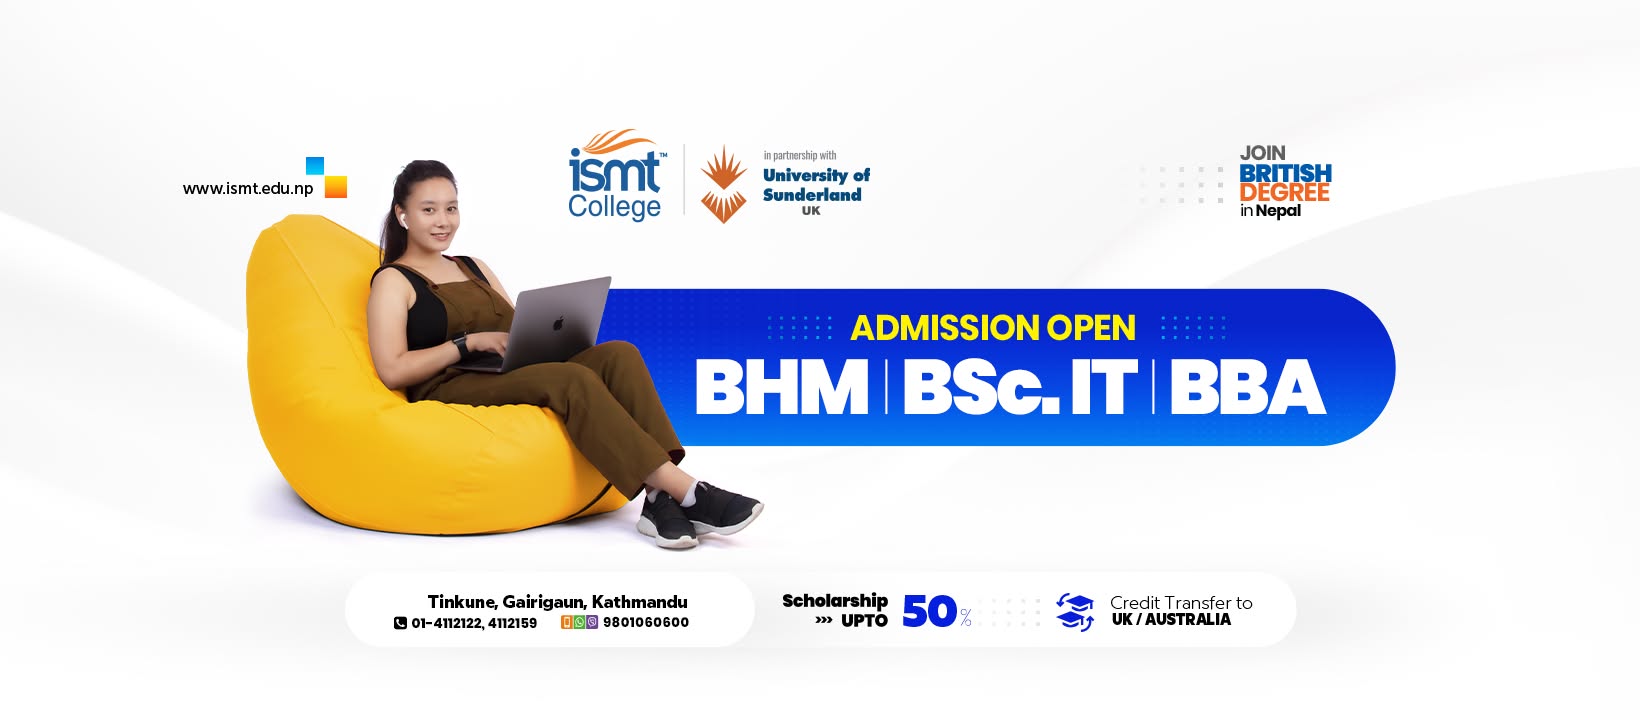 www.ismt.edu.np
ismt™
College
in partnership with
University of
Sunderland
UK
JOIN
BRITISH
DEGREE
in Nepal
ADMISSION OPEN
BHM | BSc. IT | BBA
Tinkune, Gairigaun, Kathmandu
01-4112122, 4112159 9801060600
Scholarship
››› UPTO
50%
Credit Transfer to
UK / AUSTRALIA